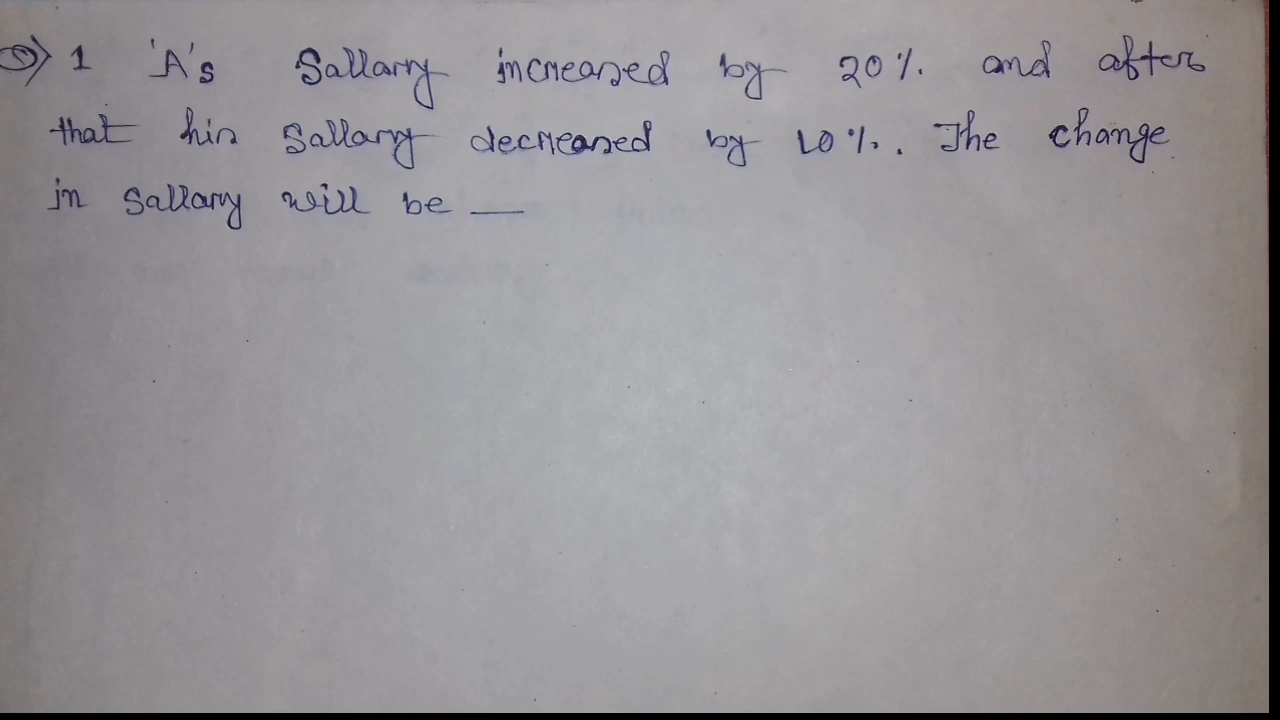 Q) 1 'A's Sallary increased by 20%. and after
that his Sallary decreased by 10%. The change
in Sallary will be —